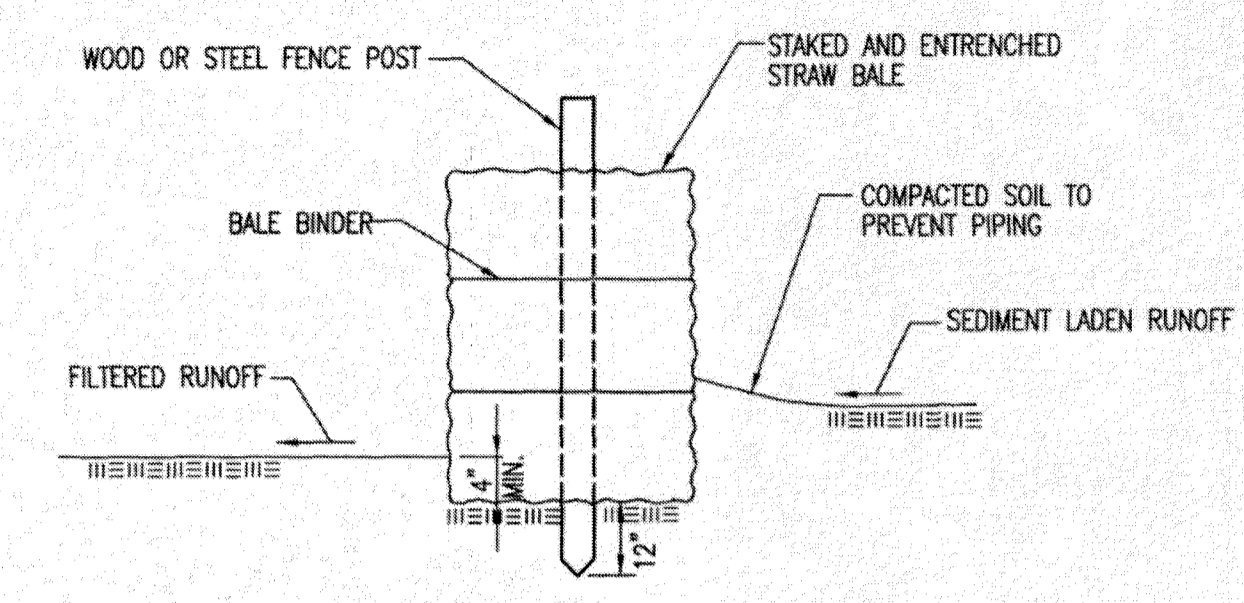 WOOD OR STEEL FENCE POST
STAKED AND ENTRENCHED
STRAW BALE
BALE BINDER
COMPACTED SOIL TO
PREVENT PIPING
SEDIMENT LADEN RUNOFF
FILTERED RUNOFF
4"
MIN.
12"